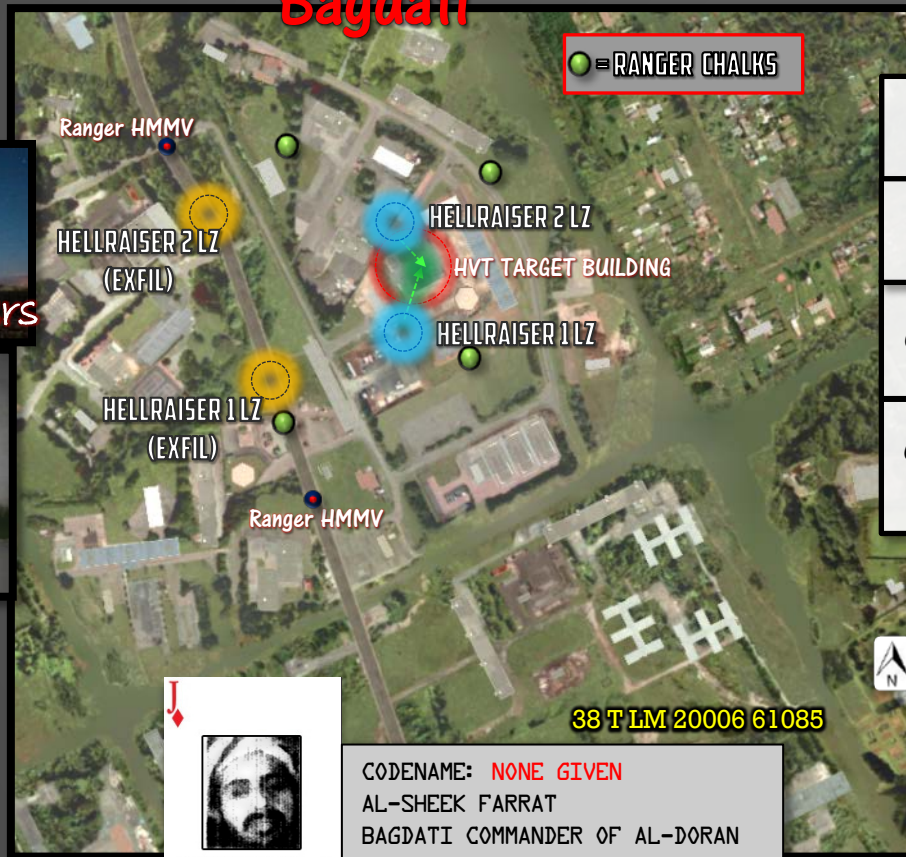 Bagdati
= RANGER CHALKS
Ranger HMMV
HELLRAISER 2 LZ
HELLRAISER 2 LZ
(EXFIL)
HVT TARGET BUILDING
rs
HELLRAISER 1 LZ
HELLRAISER 1 LZ
(EXFIL)
Ranger HMMV
N
J
38 T LM 20006 61085
CODENAME: NONE GIVEN
AL-SHEEK FARRAT
BAGDATI COMMANDER OF AL-DORAN